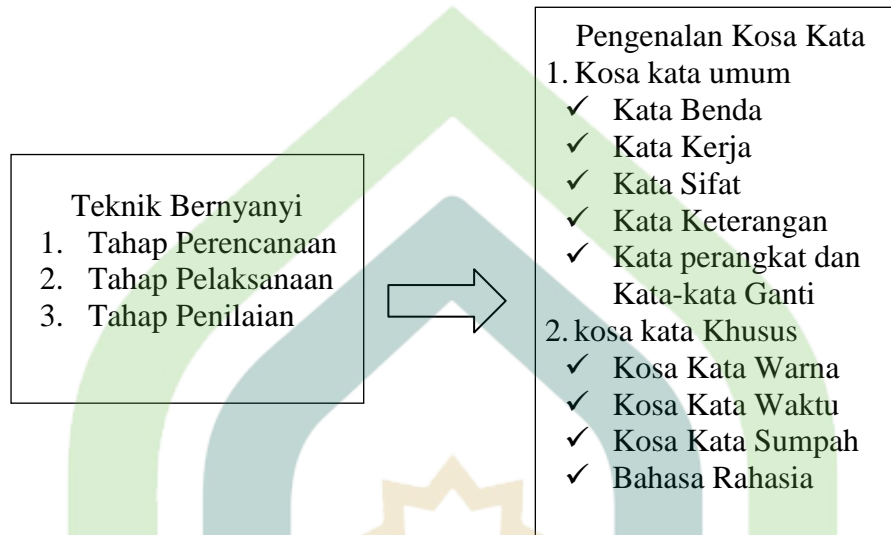 Teknik Bernyanyi
1. Tahap Perencanaan
2. Tahap Pelaksanaan
3. Tahap Penilaian
Pengenalan Kosa Kata
1. Kosa kata umum
✓ Kata Benda
✓ Kata Kerja
✓ Kata Sifat
✓ Kata Keterangan
✓ Kata perangkat dan
Kata-kata Ganti
2. kosa kata Khusus
✓ Kosa Kata Warna
✓ Kosa Kata Waktu
✓ Kosa Kata Sumpah
✓ Bahasa Rahasia